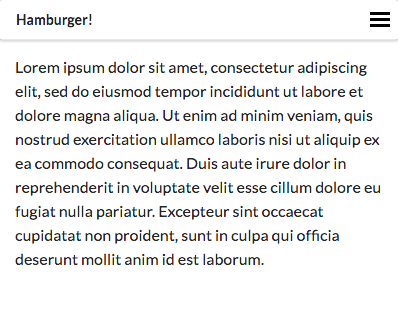 Hamburger!
Lorem ipsum dolor sit amet, consectetur adipiscing
elit, sed do eiusmod tempor incididunt ut labore et
dolore magna aliqua. Ut enim ad minim veniam, quis
nostrud exercitation ullamco laboris nisi ut aliquip ex
ea commodo consequat. Duis aute irure dolor in
reprehenderit in voluptate velit esse cillum dolore eu
fugiat nulla pariatur. Excepteur sint occaecat
cupidatat non proident, sunt in culpa qui officia
deserunt mollit anim id est laborum.